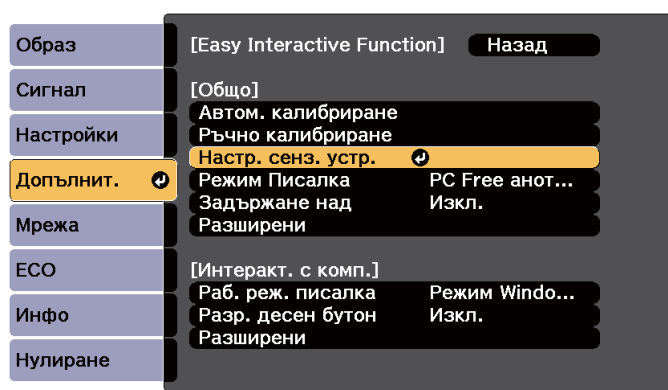 Образ
Сигнал
Настройки
Допълнит.
Мрежа
ECO
Инфо
Нулиране
[Easy Interactive Function] Назад
[Общо]
Автом. калибриране
Ръчно калибриране
Настр. сенз. устр.
Режим Писалка PC Free анот...
Задържане над Изкл.
Разширени
[Интеракт. с комп.]
Раб. реж. писалка Режим Windo...
Разр. десен бутон Изкл.
Разширени